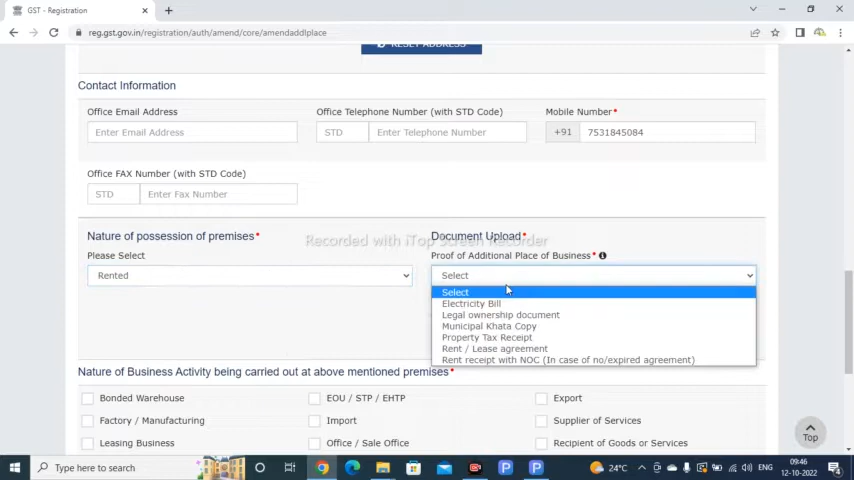 GST - Registration
reg.gst.gov.in/registration/auth/amend/core/amendaddlplace
RESET ADDRESS
Contact Information
Office Email Address
Office Telephone Number (with STD Code)
Mobile Number*
Enter Email Address
STD
Enter Telephone Number
+91
7531845084
Office FAX Number (with STD Code)
STD
Enter Fax Number
Nature of possession of premises*
Document Upload*
Recorded with iTop Screen Recorder
Please Select
Proof of Additional Place of Business*
Rented
Select
Select
Electricity Bill
Legal ownership document
Municipal Khata Copy
Property Tax Receipt
Rent / Lease agreement
Rent receipt with NOC (In case of no/expired agreement)
Nature of Business Activity being carried out at above mentioned premises*
Bonded Warehouse
EOU / STP / EHTP
Export
Factory / Manufacturing
Import
Supplier of Services
Leasing Business
Office / Sale Office
Recipient of Goods or Services
Top
Type here to search
24°C
ENG
09:46
12-10-2022
4